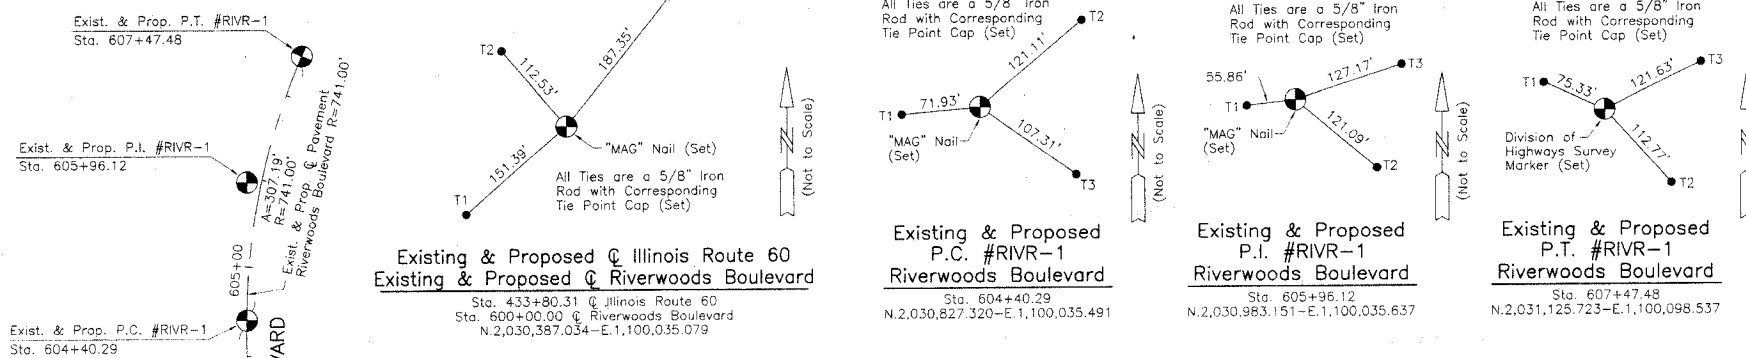 Exist. & Prop. P.T. #RIVR-1
Sta. 607+47.48
Exist. & Prop. P.I. #RIVR-1
Sta. 605+96.12
Exist. & Prop. P.C. #RIVR-1
Sta. 604+40.29
605+00
A=307.19'
R=741.00'
Exist. & Prop. ℄ Pavement
Riverwoods Boulevard R=741.00'
T2
112.53'
187.35'
"MAG" Nail (Set)
151.39'
T1
All Ties are a 5/8" Iron
Rod with Corresponding
Tie Point Cap (Set)
(Not to Scale)
N
Existing & Proposed ℄ Illinois Route 60
Existing & Proposed ℄ Riverwoods Boulevard
Sta. 433+80.31 ℄ Illinois Route 60
Sta. 600+00.00 ℄ Riverwoods Boulevard
N.2,030,387.034-E.1,100,035.079
All Ties are a 5/8" Iron
Rod with Corresponding
Tie Point Cap (Set)
T2
121.11'
71.93'
T1
"MAG" Nail
(Set)
107.31'
T3
(Not to Scale)
N
Existing & Proposed
P.C. #RIVR-1
Riverwoods Boulevard
Sta. 604+40.29
N.2,030,827.320-E.1,100,035.491
All Ties are a 5/8" Iron
Rod with Corresponding
Tie Point Cap (Set)
55.86'
127.17'
T3
T1
"MAG" Nail
(Set)
121.09'
T2
(Not to Scale)
N
Existing & Proposed
P.I. #RIVR-1
Riverwoods Boulevard
Sta. 605+96.12
N.2,030,983.151-E.1,100,035.637
All Ties are a 5/8" Iron
Rod with Corresponding
Tie Point Cap (Set)
T1
75.33'
121.63'
T3
Division of
Highways Survey
Marker (Set)
112.77'
T2
Existing & Proposed
P.T. #RIVR-1
Riverwoods Boulevard
Sta. 607+47.48
N.2,031,125.723-E.1,100,098.537